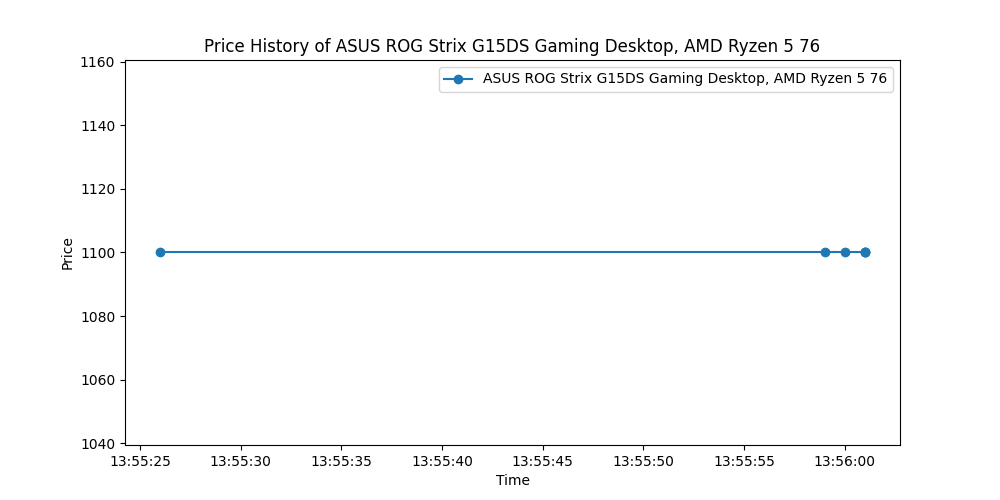 Price History of ASUS ROG Strix G15DS Gaming Desktop, AMD Ryzen 5 76
ASUS ROG Strix G15DS Gaming Desktop, AMD Ryzen 5 76
Price
1160
1140
1120
1100
1080
1060
1040
13:55:25 13:55:30 13:55:35 13:55:40 13:55:45 13:55:50 13:55:55 13:56:00
Time